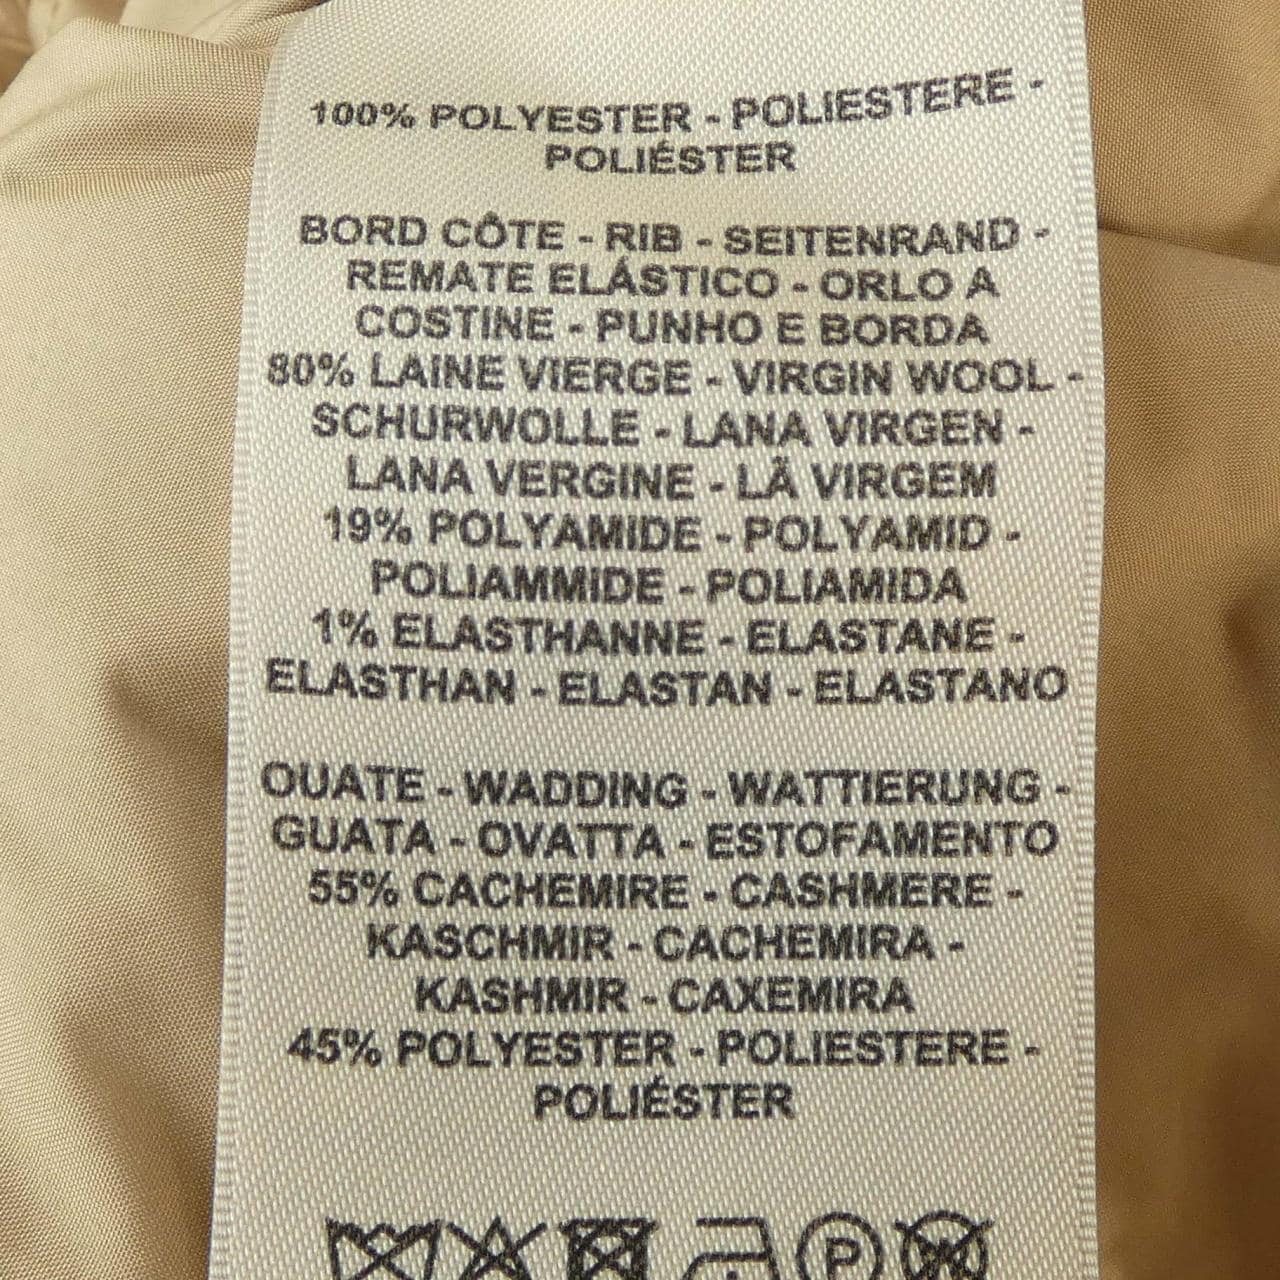 100% POLYESTER - POLIESTERE -
POLIÉSTER
BORD CÔTE - RIB - SEITENRAND -
REMATE ELÁSTICO - ORLO A
COSTINE - PUNHO E BORDA
80% LAINE VIERGE - VIRGIN WOOL -
SCHURWOLLE - LANA VIRGEN -
LANA VERGINE - LÃ VIRGEM
19% POLYAMIDE - POLYAMID -
POLIAMMIDE - POLIAMIDA
1% ELASTHANNE - ELASTANE -
ELASTHAN - ELASTAN - ELASTANO
OUATE - WADDING - WATTIERUNG -
GUATA - OVATTA - ESTOFAMENTO
55% CACHEMIRE - CASHMERE -
KASCHMIR - CACHEMIRA -
KASHMIR - CAXEMIRA
45% POLYESTER - POLIESTERE -
POLIÉSTER
P
W